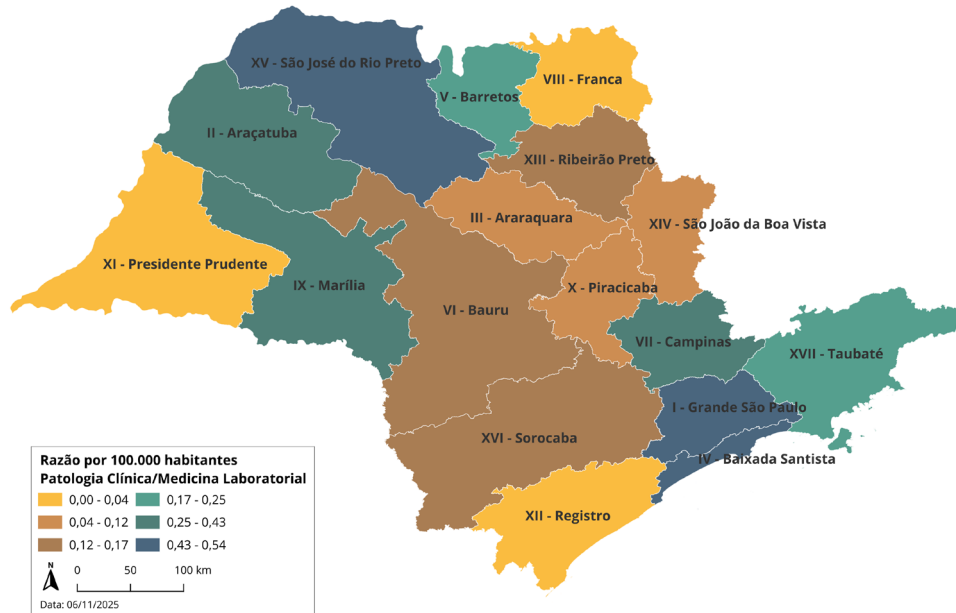 XV - São José do Rio Preto
VIII - Franca
V - Barretos
II - Araçatuba
XIII - Ribeirão Preto
III - Araraquara
XIV - São João da Boa Vista
XI - Presidente Prudente
IX - Marília
X - Piracicaba
VI - Bauru
VII - Campinas
XVII - Taubaté
I - Grande São Paulo
XVI - Sorocaba
IV - Baixada Santista
XII - Registro
Razão por 100.000 habitantes
Patologia Clínica/Medicina Laboratorial
0,00 - 0,04 0,17 - 0,25
0,04 - 0,12 0,25 - 0,43
0,12 - 0,17 0,43 - 0,54
N
0 50 100 km
Data: 06/11/2025